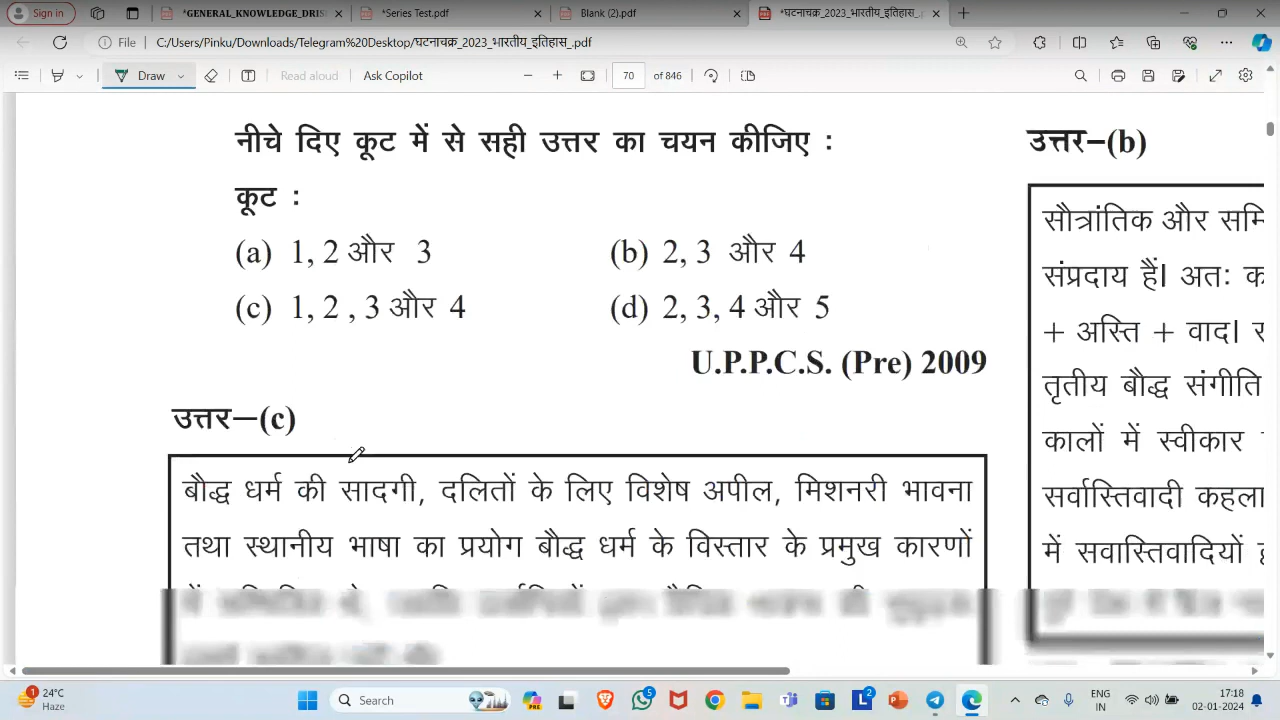 Sign in
*GENERAL_KNOWLEDGE_DRIS
*Series Test.pdf
Blank (2).pdf
*घटनाचक्र_2023_भारतीय_इतिहास_.p
File
C:/Users/Pinku/Downloads/Telegram%20Desktop/घटनाचक्र_2023_भारतीय_इतिहास_.pdf
Draw
Read aloud
Ask Copilot
70 of 846
नीचे दिए कूट में से सही उत्तर का चयन कीजिए :
कूट :
(a) 1, 2 और 3 (b) 2, 3 और 4
(c) 1, 2 , 3 और 4 (d) 2, 3, 4 और 5
U.P.P.C.S. (Pre) 2009
उत्तर–(c)
बौद्ध धर्म की सादगी, दलितों के लिए विशेष अपील, मिशनरी भावना
तथा स्थानीय भाषा का प्रयोग बौद्ध धर्म के विस्तार के प्रमुख कारणों
उत्तर–(b)
सौत्रांतिक और
संप्रदाय हैं। अतः
+ अस्ति + वाद।
तृतीय बौद्ध संगीति
कालों में स्वीकार
सर्वास्तिवादी
में सवास्तिवादियों
1
24°C
Haze
Search
5
2
ENG
IN
17:18
02-01-2024